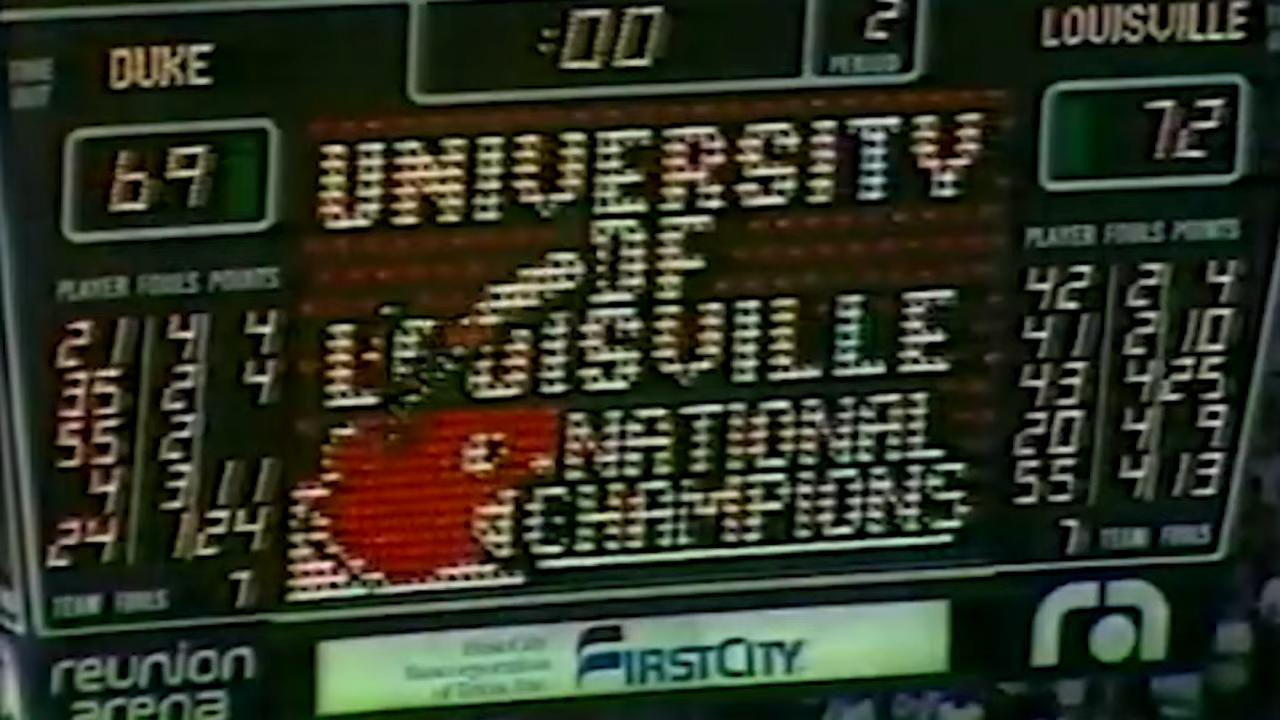 DUKE :00 2 LOUISVILLE
PERIOD
69 72
UNIVERSITY
OF
LOUISVILLE
NATIONAL
CHAMPIONS
PLAYER FOULS POINTS
21 4 4
35 2 4
55 2
4 3 11
24 1 24
TEAM FOULS 7
PLAYER FOULS POINTS
42 2 4
41 2 10
43 4 25
20 4 9
55 4 13
7 TEAM FOULS
reunion
arena
FIRSTCITY